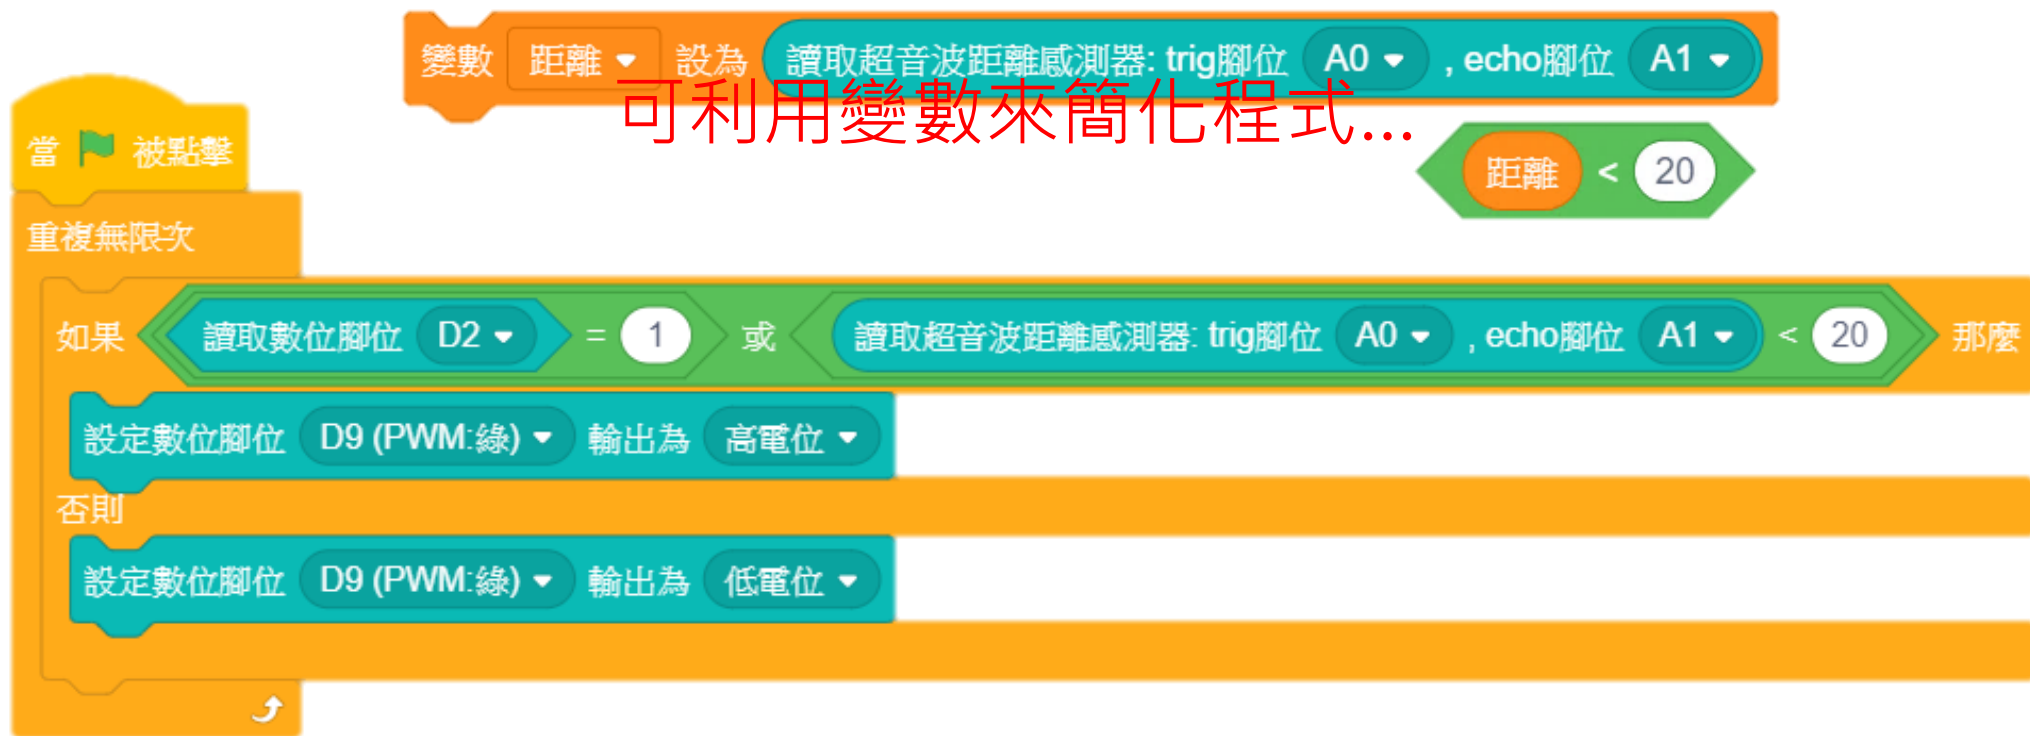 變數 距離 設為 讀取超音波距離感測器: trig腳位 A0 , echo腳位 A1
可利用變數來簡化程式...
當 被點擊
距離 < 20
重複無限次
如果 讀取數位腳位 D2 = 1 或 讀取超音波距離感測器: trig腳位 A0 , echo腳位 A1 < 20 那麼
設定數位腳位 D9 (PWM:綠) 輸出為 高電位
否則
設定數位腳位 D9 (PWM:綠) 輸出為 低電位